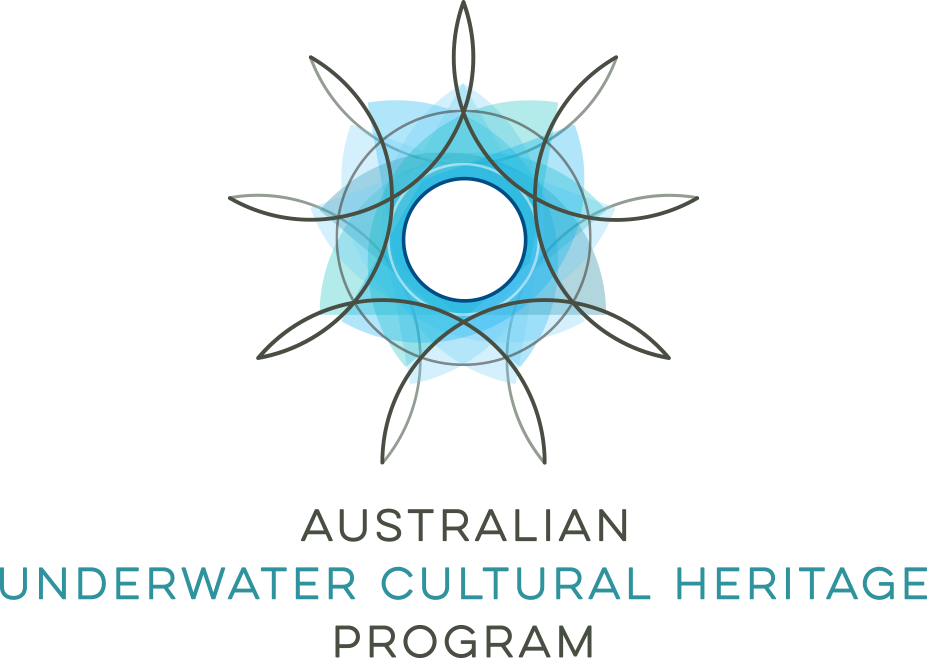 AUSTRALIAN
UNDERWATER CULTURAL HERITAGE
PROGRAM